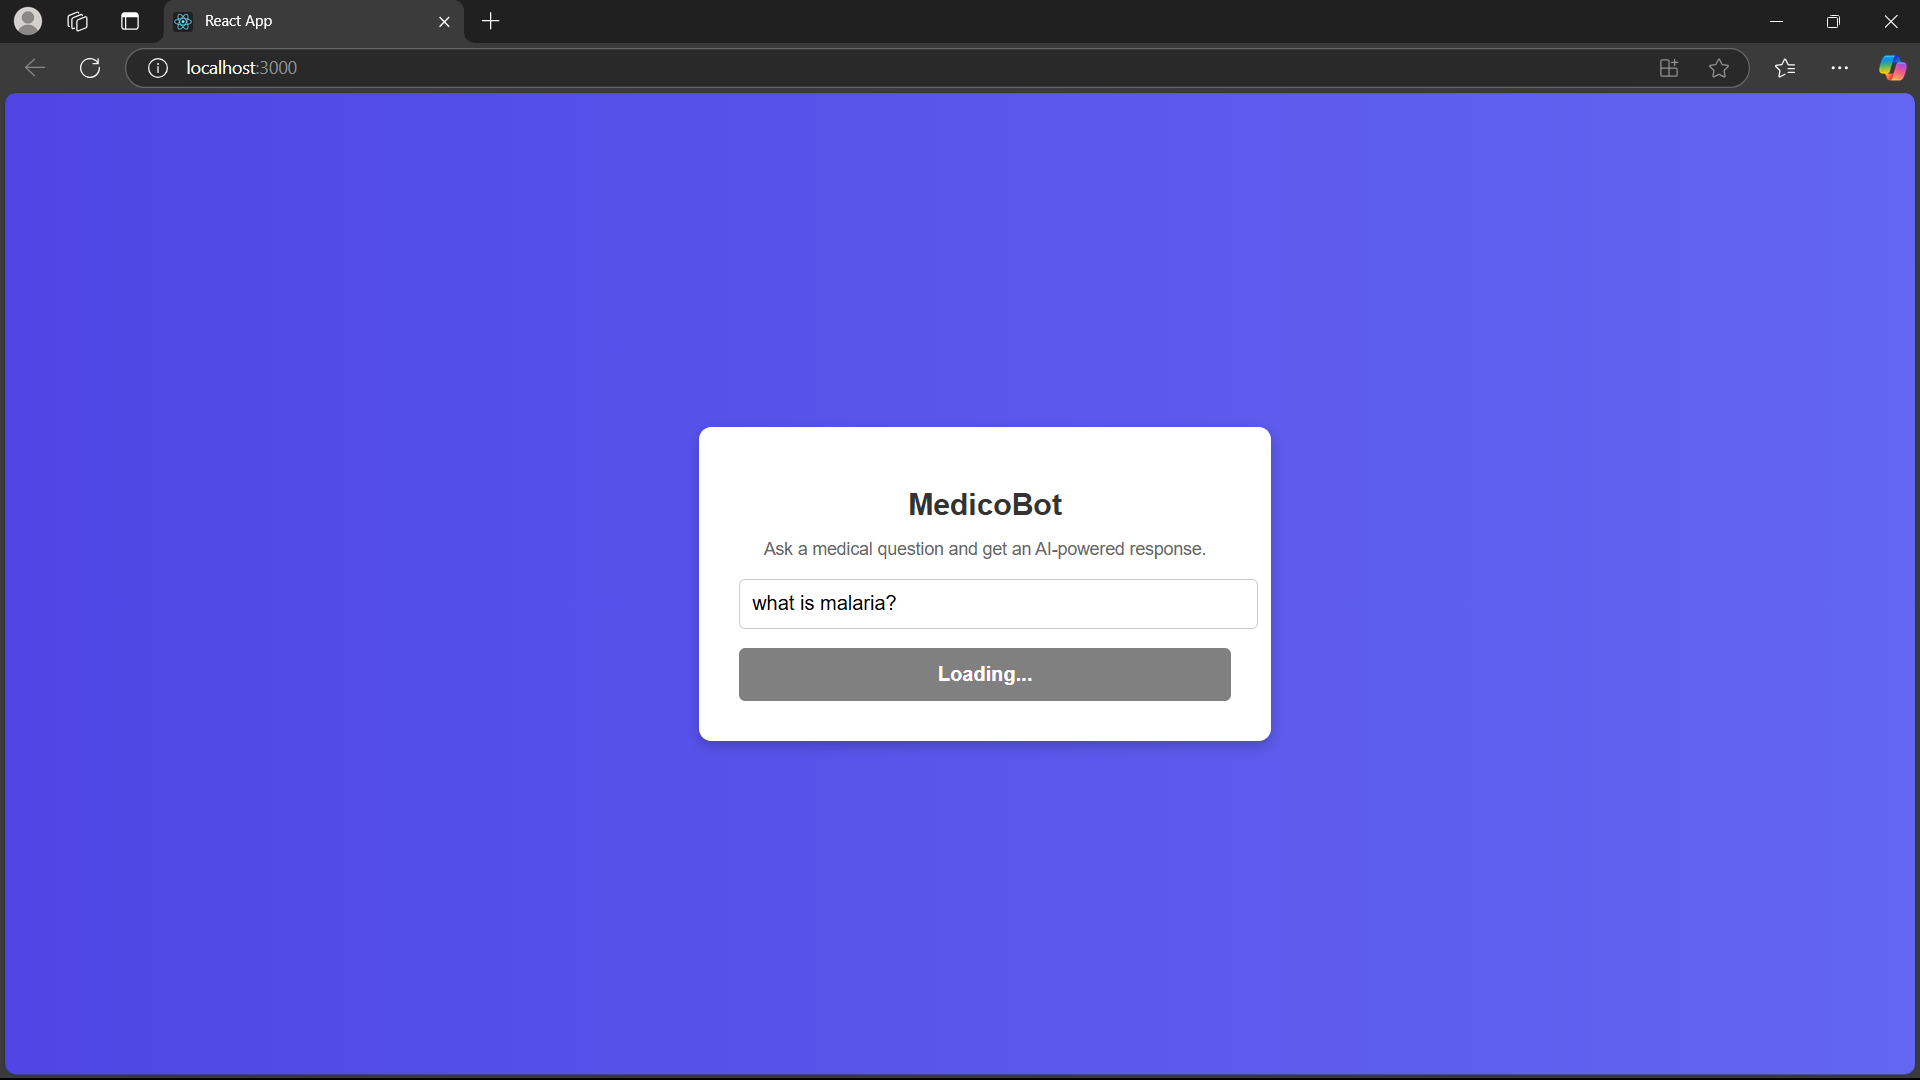 React App
localhost:3000
MedicoBot
Ask a medical question and get an AI-powered response.
what is malaria?
Loading...